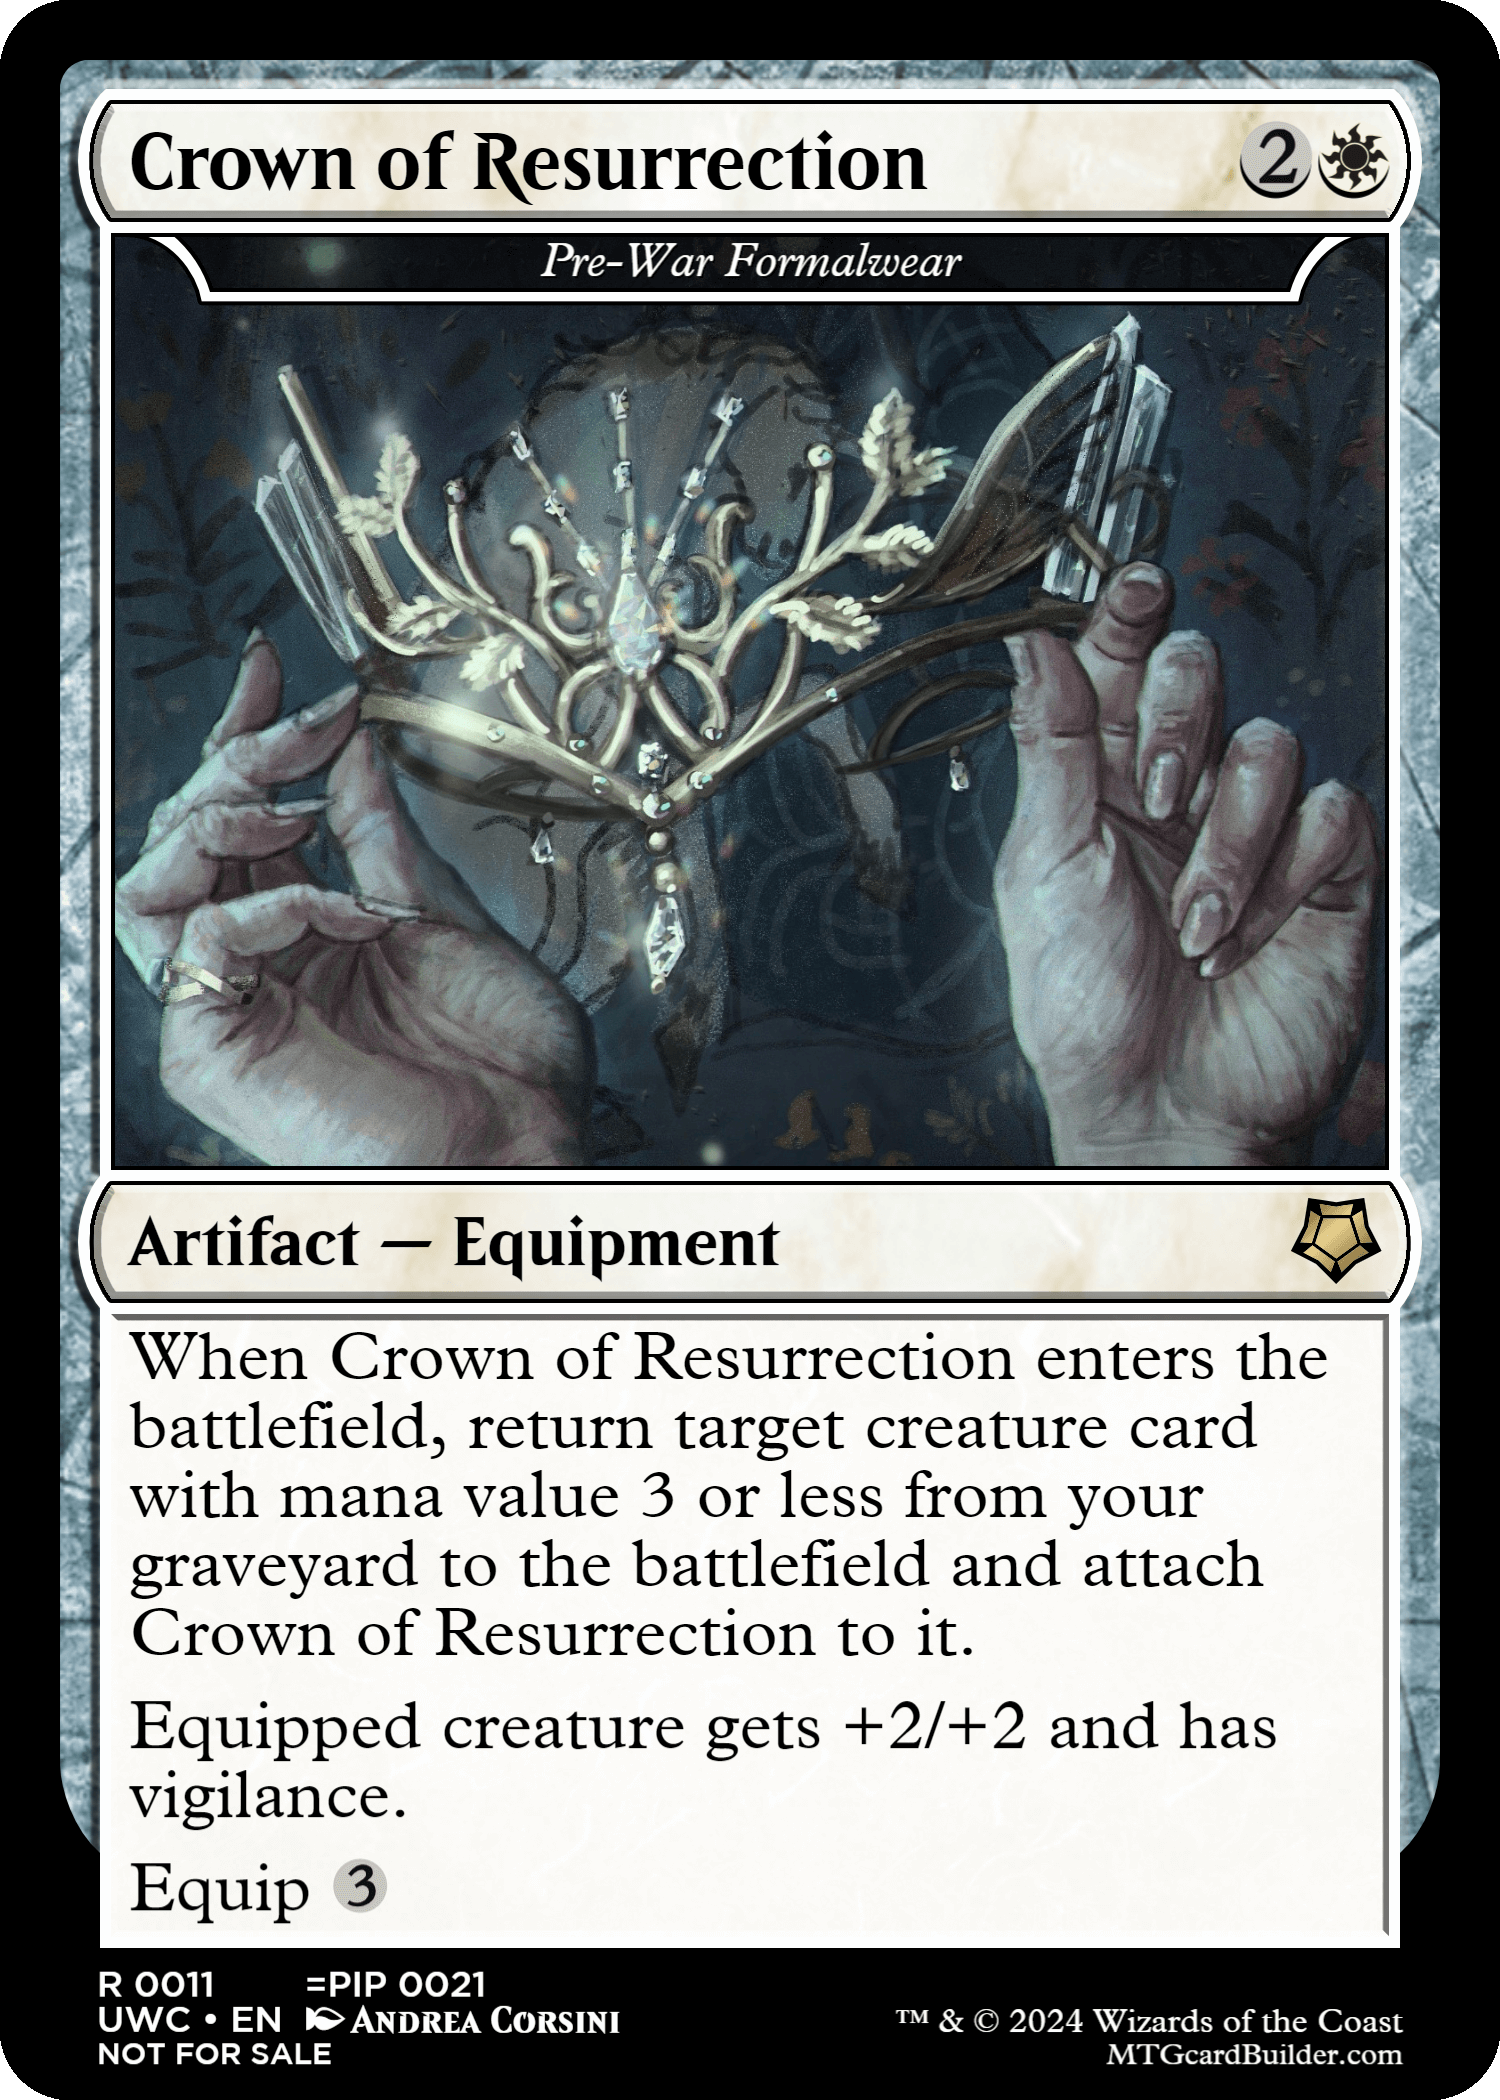 Crown of Resurrection 2
Pre-War Formalwear
Artifact — Equipment
When Crown of Resurrection enters the
battlefield, return target creature card
with mana value 3 or less from your
graveyard to the battlefield and attach
Crown of Resurrection to it.
Equipped creature gets +2/+2 and has
vigilance.
Equip 3
R 0011 =PIP 0021
UWC • EN Andrea Corsini
NOT FOR SALE
™ & © 2024 Wizards of the Coast
MTGcardBuilder.com